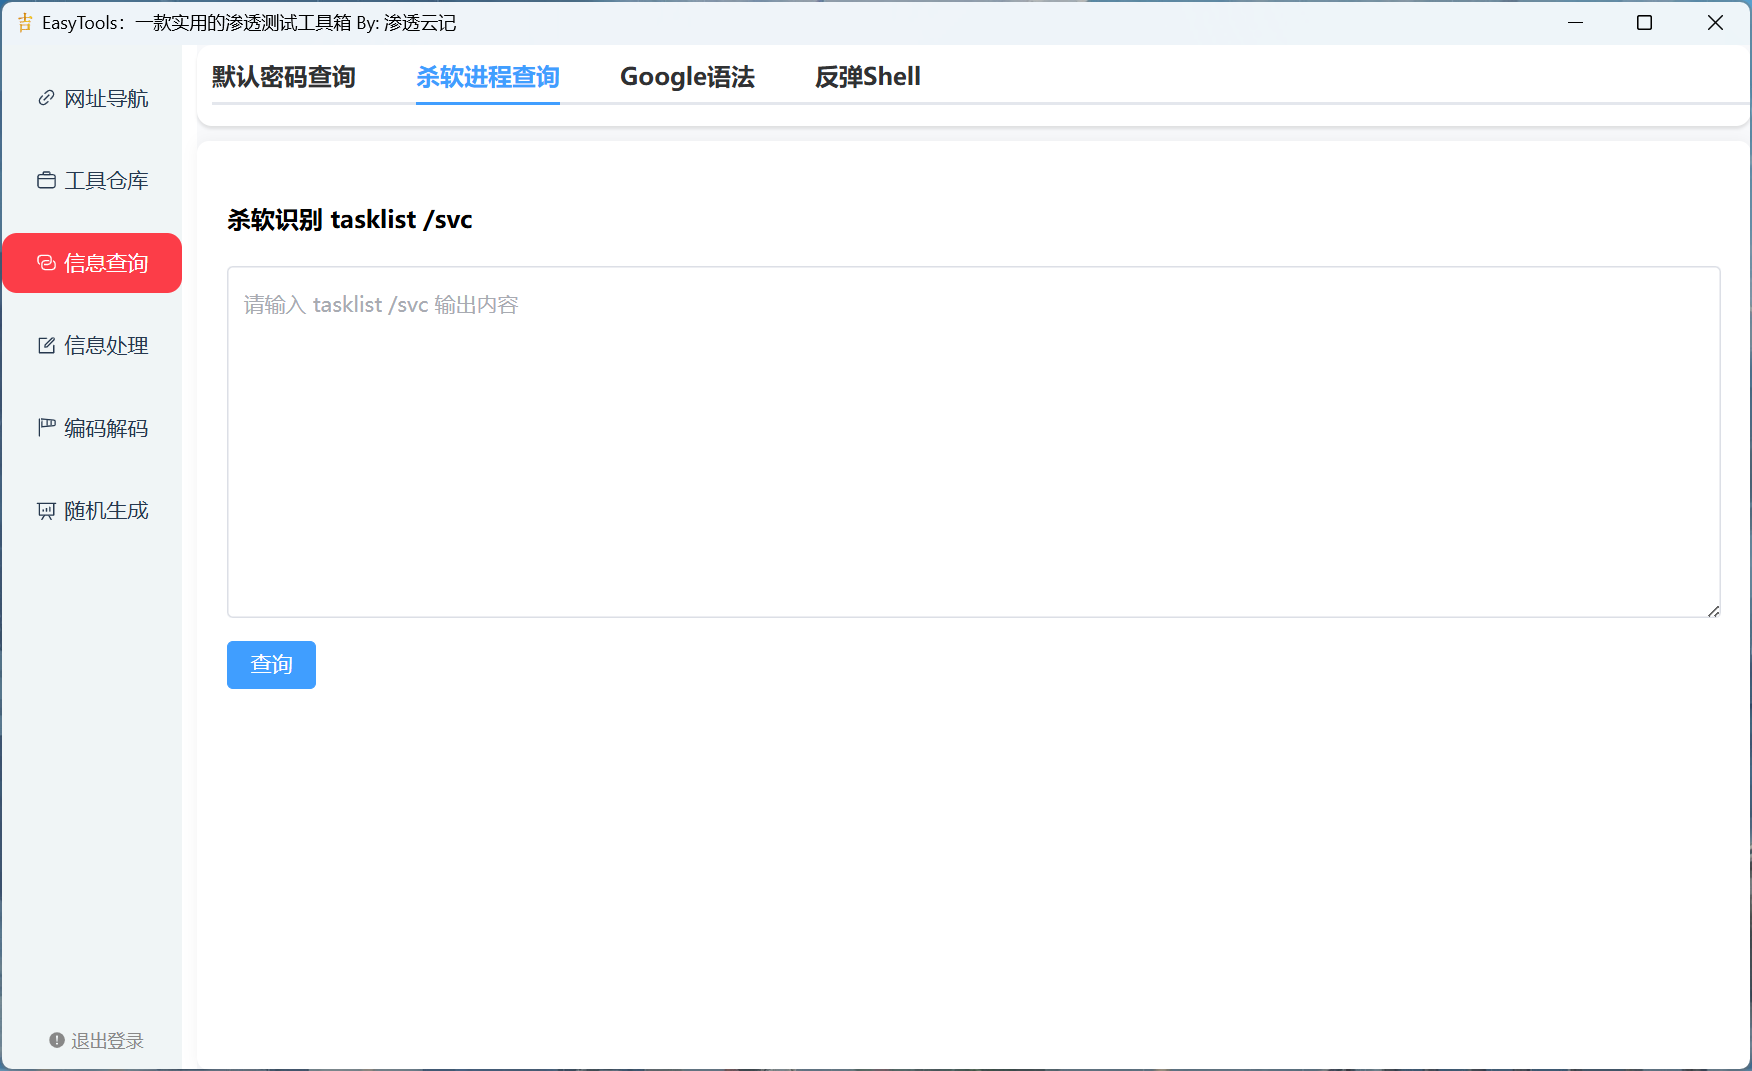 吉 EasyTools：一款实用的渗透测试工具箱 By: 渗透云记
网址导航
工具仓库
信息查询
信息处理
编码解码
随机生成
退出登录
默认密码查询 杀软进程查询 Google语法 反弹Shell
杀软识别 tasklist /svc
请输入 tasklist /svc 输出内容
查询